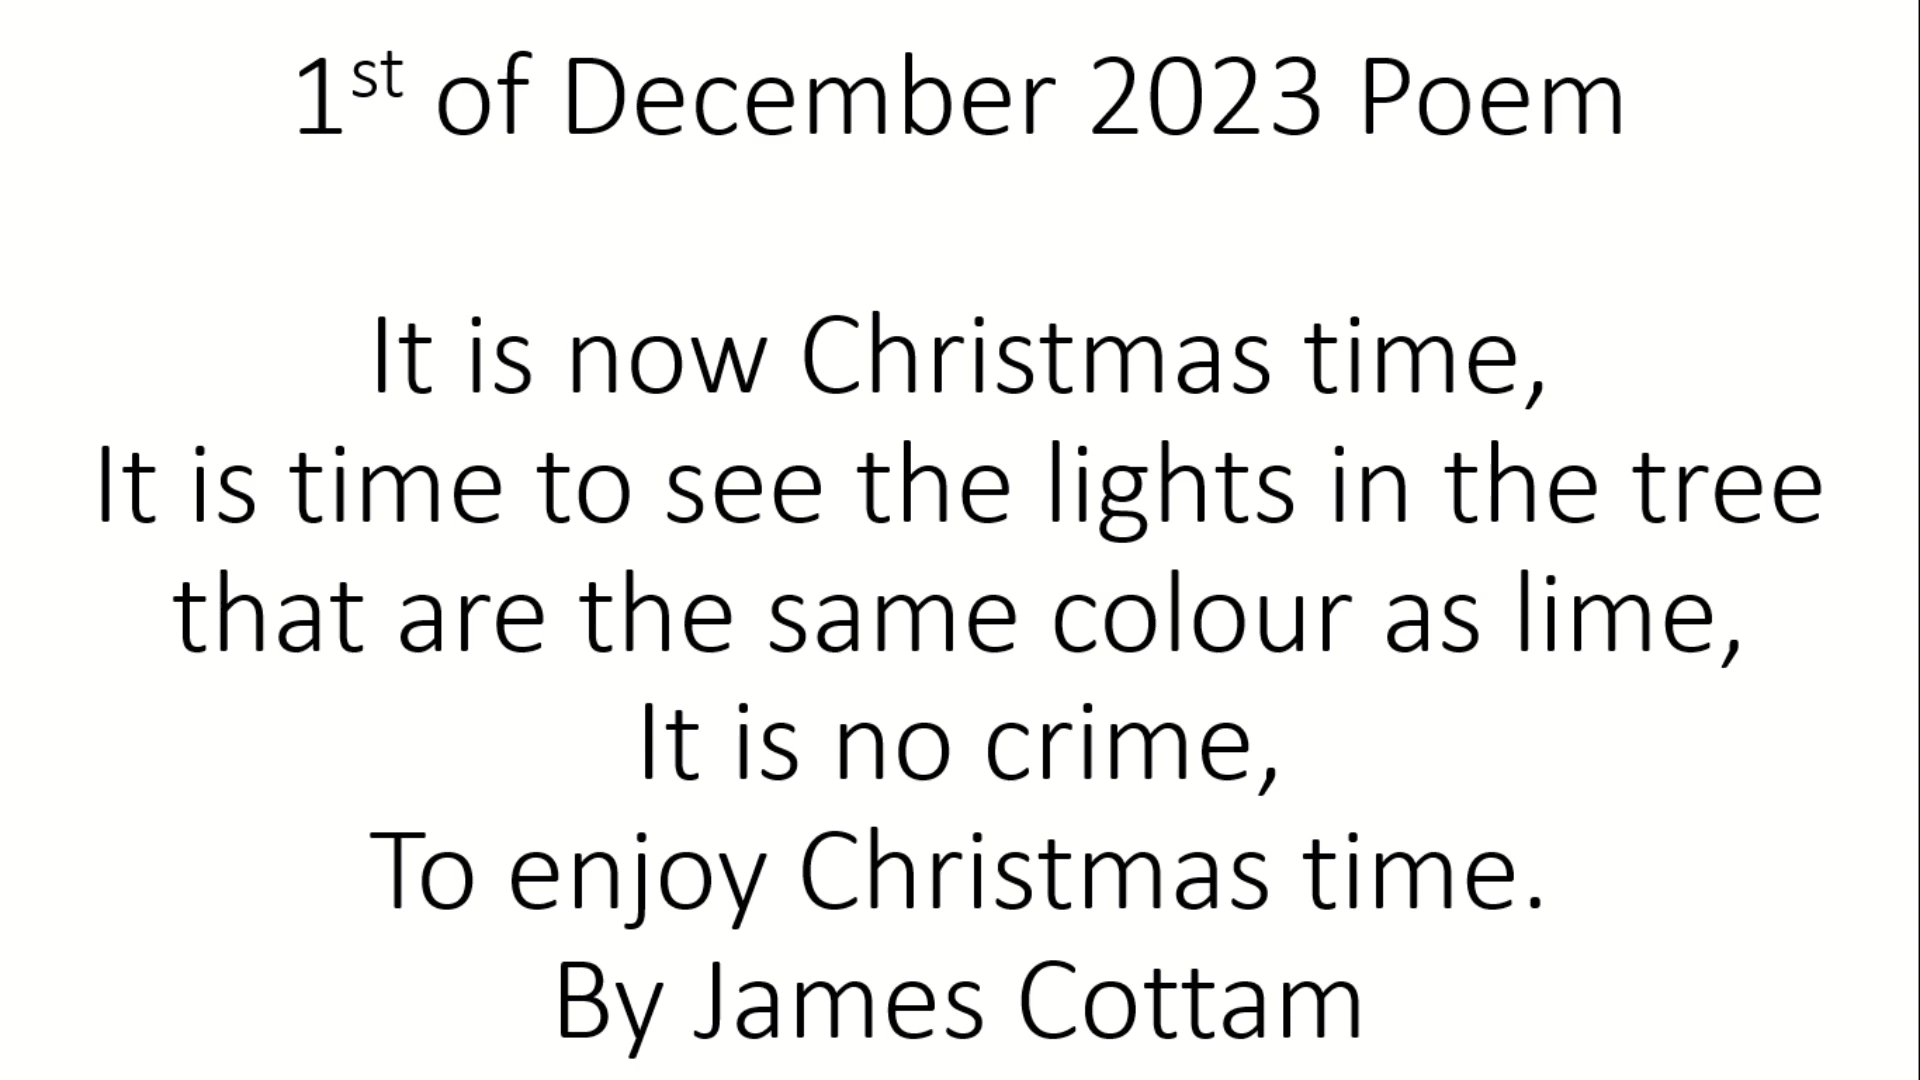 1st of December 2023 Poem
It is now Christmas time,
It is time to see the lights in the tree
that are the same colour as lime,
It is no crime,
To enjoy Christmas time.
By James Cottam